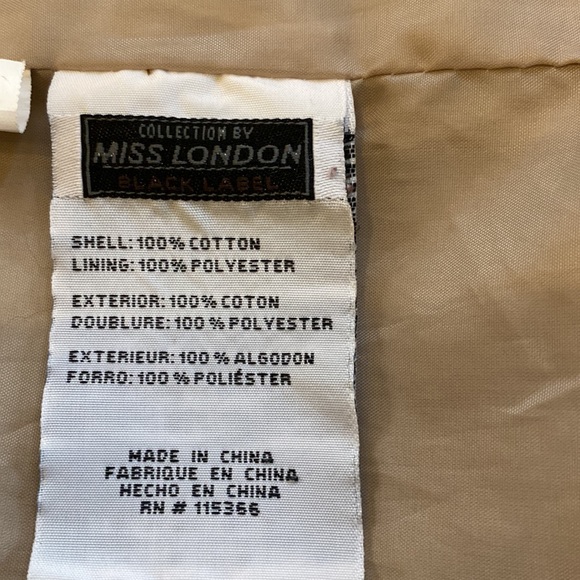 COLLECTION BY
MISS LONDON
BLACK LABEL
SHELL: 100% COTTON
LINING: 100% POLYESTER
EXTERIOR: 100% COTON
DOUBLURE: 100% POLYESTER
EXTERIEUR: 100% ALGODON
FORRO: 100% POLIÉSTER
MADE IN CHINA
FABRIQUE EN CHINA
HECHO EN CHINA
RN # 115366